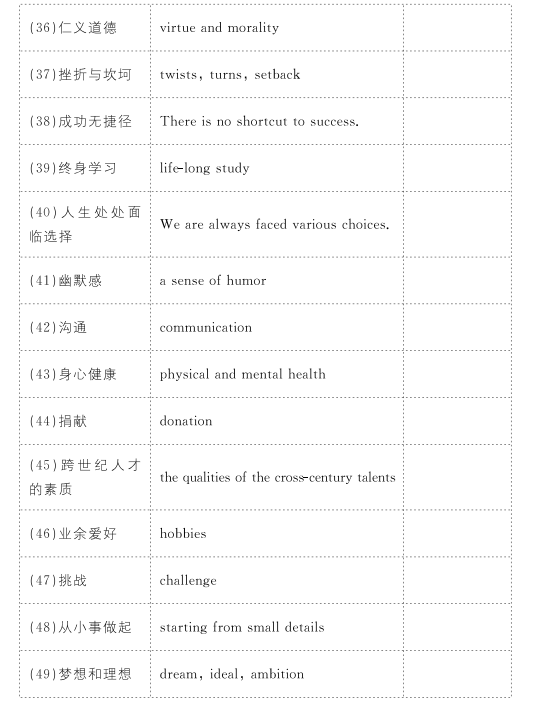 (36)仁义道德 virtue and morality
(37)挫折与坎坷 twists, turns, setback
(38)成功无捷径 There is no shortcut to success.
(39)终身学习 life-long study
(40)人生处处面
临选择
We are always faced various choices.
(41)幽默感 a sense of humor
(42)沟通 communication
(43)身心健康 physical and mental health
(44)捐献 donation
(45)跨世纪人才
的素质
the qualities of the cross-century talents
(46)业余爱好 hobbies
(47)挑战 challenge
(48)从小事做起 starting from small details
(49)梦想和理想 dream, ideal, ambition